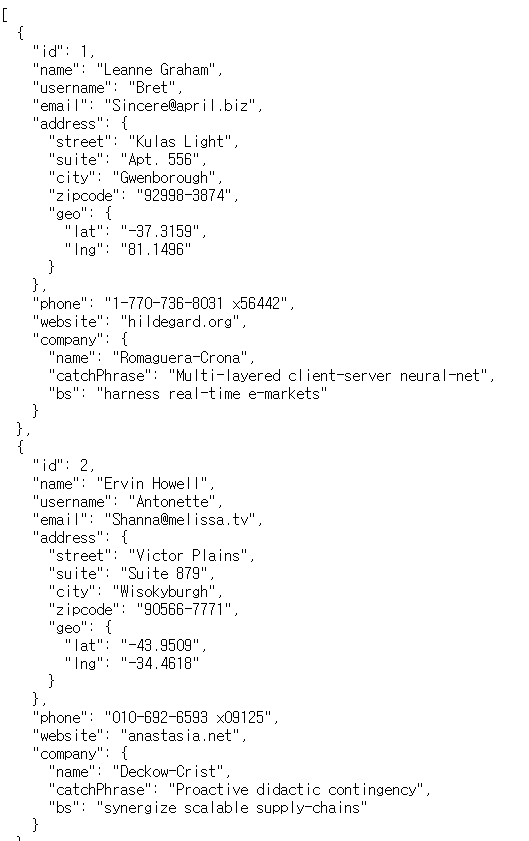 [
  {
    "id": 1,
    "name": "Leanne Graham",
    "username": "Bret",
    "email": "Sincere@april.biz",
    "address": {
      "street": "Kulas Light",
      "suite": "Apt. 556",
      "city": "Gwenborough",
      "zipcode": "92998-3874",
      "geo": {
        "lat": "-37.3159",
        "lng": "81.1496"
      }
    },
    "phone": "1-770-736-8031 x56442",
    "website": "hildegard.org",
    "company": {
      "name": "Romaguera-Crona",
      "catchPhrase": "Multi-layered client-server neural-net",
      "bs": "harness real-time e-markets"
    }
  },
  {
    "id": 2,
    "name": "Ervin Howell",
    "username": "Antonette",
    "email": "Shanna@melissa.tv",
    "address": {
      "street": "Victor Plains",
      "suite": "Suite 879",
      "city": "Wisokyburgh",
      "zipcode": "90566-7771",
      "geo": {
        "lat": "-43.9509",
        "lng": "-34.4618"
      }
    },
    "phone": "010-692-6593 x09125",
    "website": "anastasia.net",
    "company": {
      "name": "Deckow-Crist",
      "catchPhrase": "Proactive didactic contingency",
      "bs": "synergize scalable supply-chains"
    }